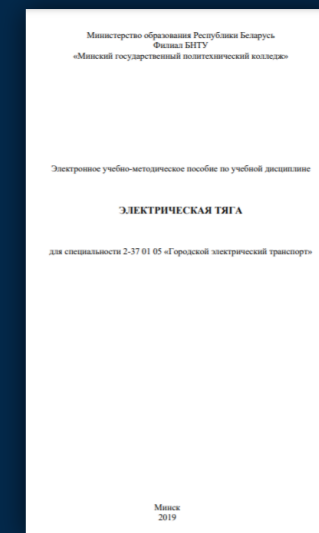 Министерство образования Республики Беларусь
Филиал БНТУ
«Минский государственный политехнический колледж»
Электронное учебно-методическое пособие по учебной дисциплине
ЭЛЕКТРИЧЕСКАЯ ТЯГА
для специальности 2-37 01 05 «Городской электрический транспорт»
Минск
2019